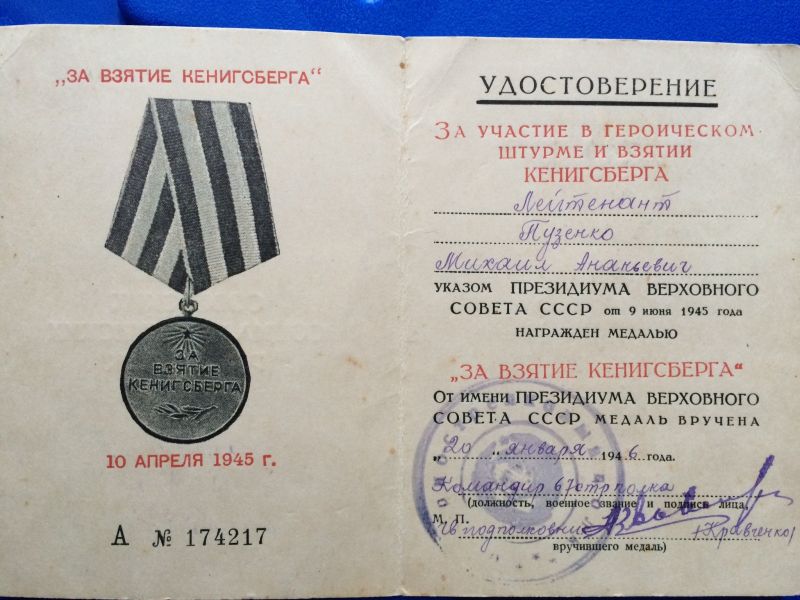 „ЗА ВЗЯТИЕ КЕНИГСБЕРГА“
ЗА
ВЗЯТИЕ
КЕНИГСБЕРГА
10 АПРЕЛЯ 1945 г.
А № 174217
УДОСТОВЕРЕНИЕ
ЗА УЧАСТИЕ В ГЕРОИЧЕСКОМ
ШТУРМЕ И ВЗЯТИИ
КЕНИГСБЕРГА
Лейтенант
Пузенко
Михаил Ананьевич
УКАЗОМ ПРЕЗИДИУМА ВЕРХОВНОГО
СОВЕТА СССР от 9 июня 1945 года
НАГРАЖДЕН МЕДАЛЬЮ
„ЗА ВЗЯТИЕ КЕНИГСБЕРГА“
От имени ПРЕЗИДИУМА ВЕРХОВНОГО
СОВЕТА СССР МЕДАЛЬ ВРУЧЕНА
„20„ января 1946 года.
Командир полка
(должность, военное звание и подпись лица,
М. П.
подполковник /Кравченко/
вручившего медаль)